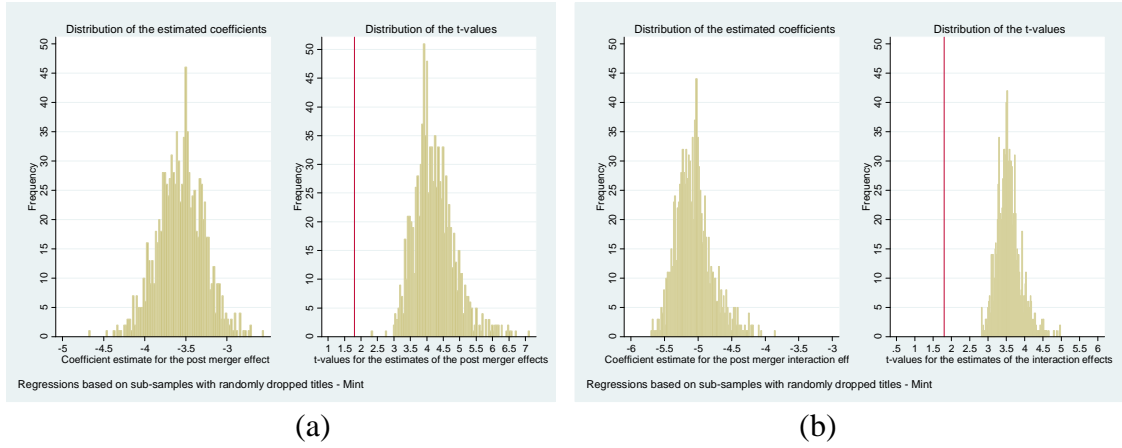 Distribution of the estimated coefficients
Frequency
0 5 10 15 20 25 30 35 40 45 50
-5 -4.5 -4 -3.5 -3
Coefficient estimate for the post merger effect
Distribution of the t-values
Frequency
0 5 10 15 20 25 30 35 40 45 50
1 1.5 2 2.5 3 3.5 4 4.5 5 5.5 6 6.5 7
t-values for the estimates of the post merger effects
Regressions based on sub-samples with randomly dropped titles - Mint
(a)
Distribution of the estimated coefficients
Frequency
0 5 10 15 20 25 30 35 40 45 50
-6 -5.5 -5 -4.5 -4 -3.5 -3
Coefficient estimate for the post merger interaction eff
Distribution of the t-values
Frequency
0 5 10 15 20 25 30 35 40 45 50
.5 1 1.5 2 2.5 3 3.5 4 4.5 5 5.5 6
t-values for the estimates of the interaction effects
Regressions based on sub-samples with randomly dropped titles - Mint
(b)